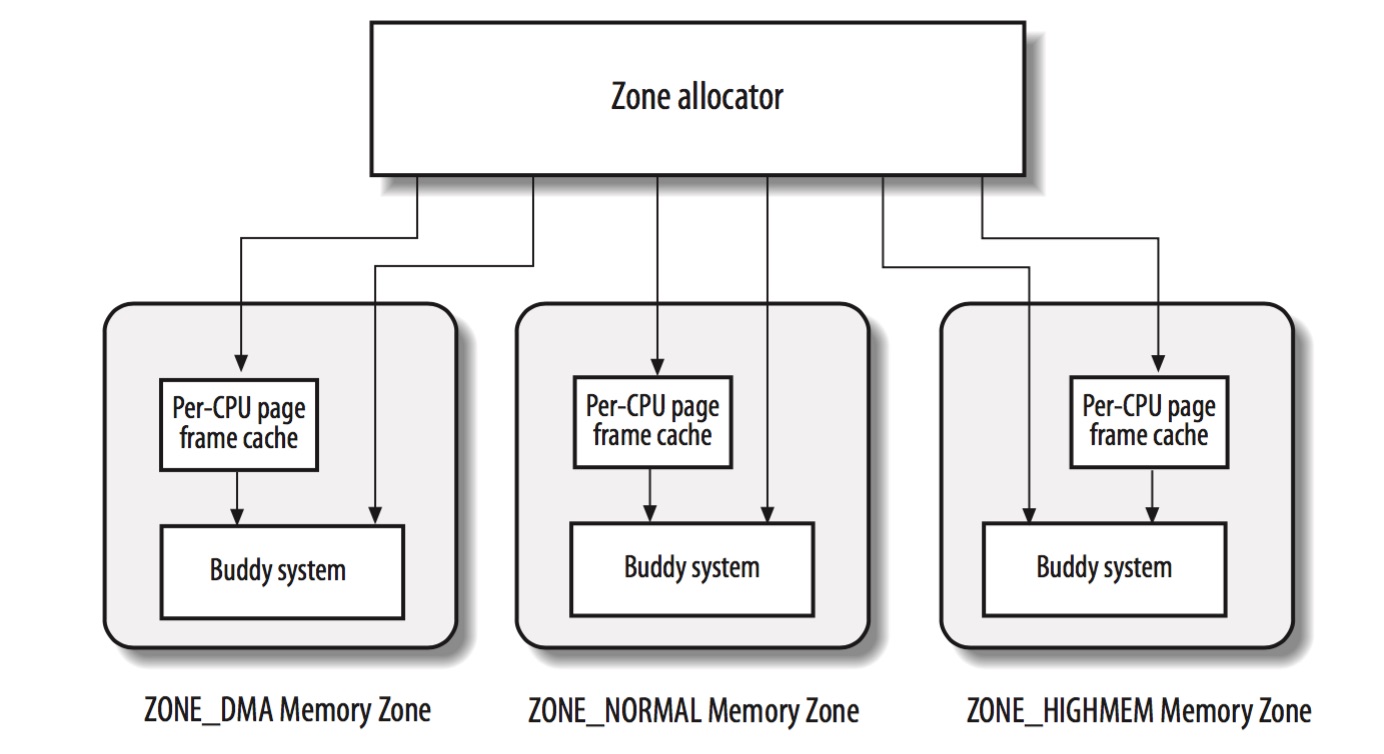 Zone allocator
Per-CPU page
frame cache
Buddy system
Per-CPU page
frame cache
Buddy system
Per-CPU page
frame cache
Buddy system
ZONE_DMA Memory Zone
ZONE_NORMAL Memory Zone
ZONE_HIGHMEM Memory Zone